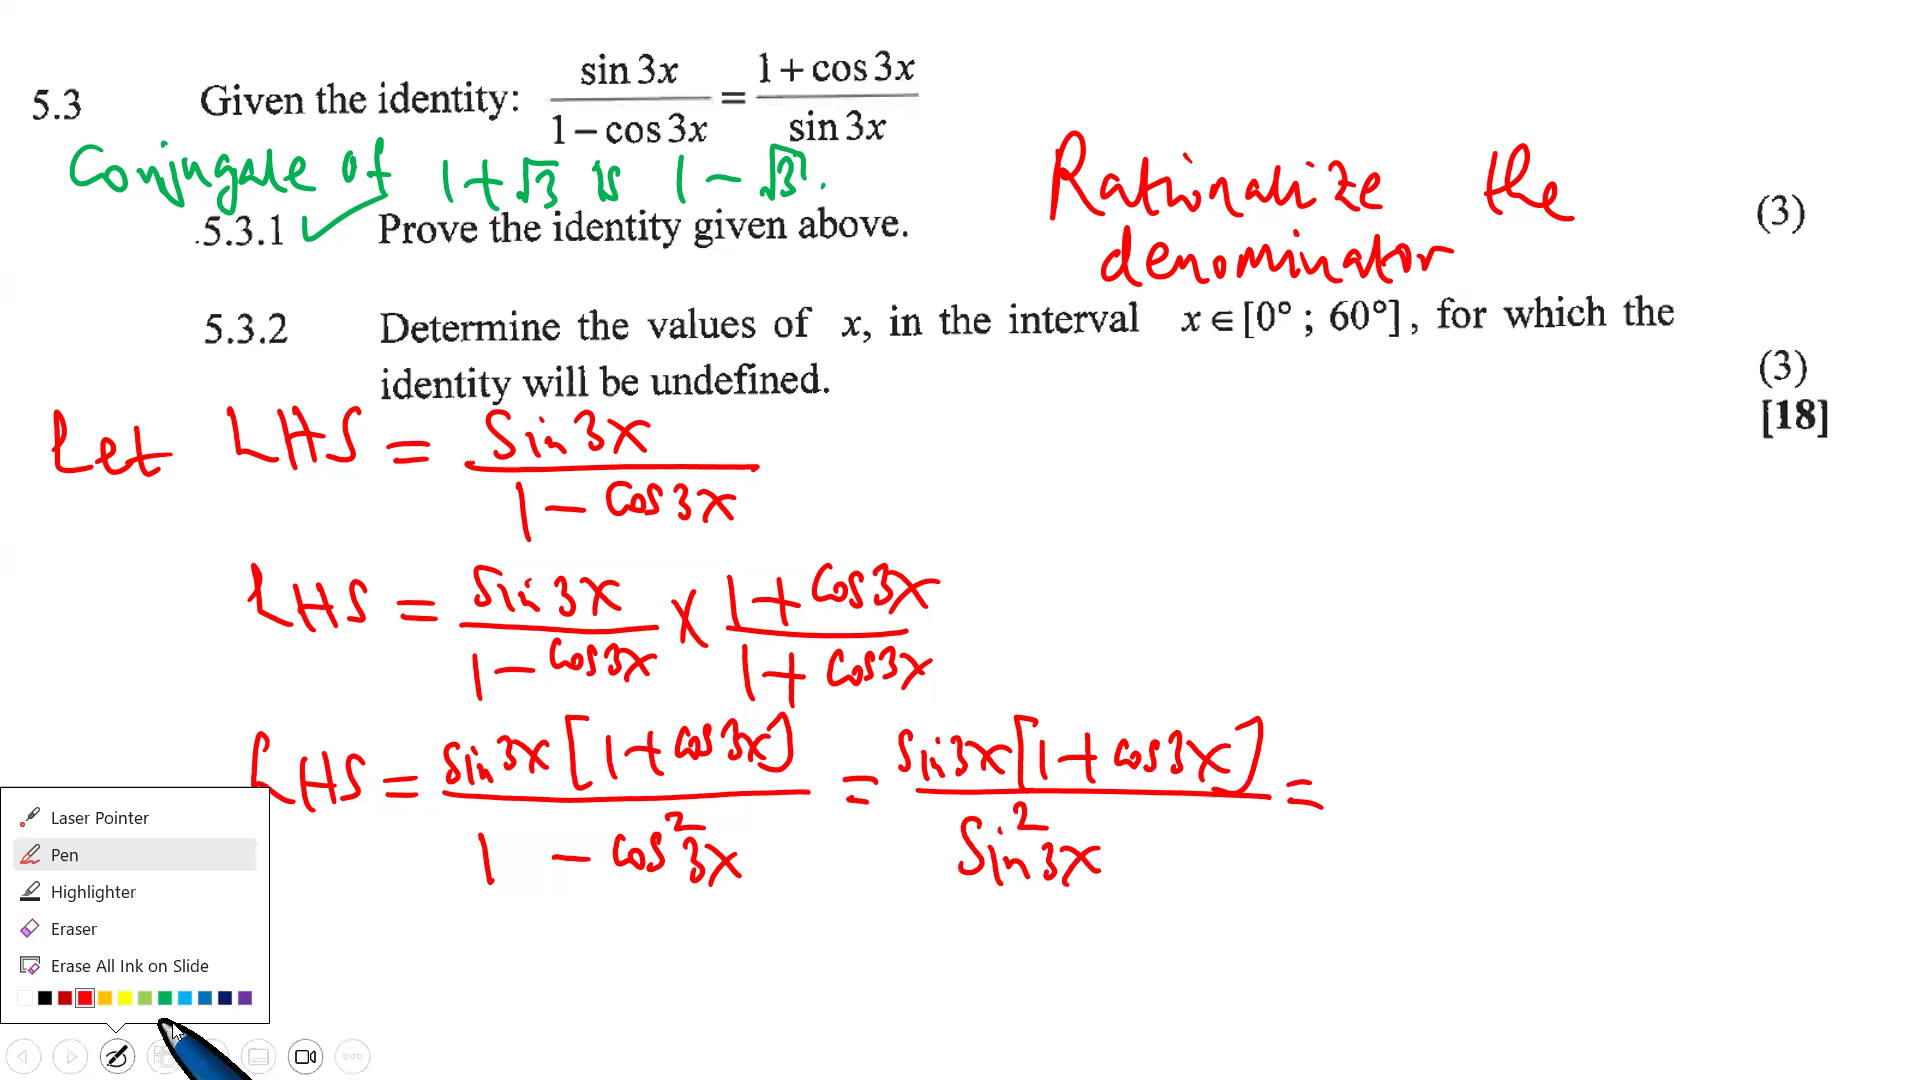 5.3 Given the identity: sin 3x / 1 − cos 3x = 1 + cos 3x / sin 3x
Conjugate of 1 + √3 is 1 − √3.
Rationalize the
denominator
.5.3.1 ✓ Prove the identity given above. (3)
5.3.2 Determine the values of x, in the interval x ∈ [0° ; 60°], for which the
identity will be undefined. (3)
[18]
Let LHS = Sin 3x / 1 − Cos 3x
LHS = Sin 3x / 1 − Cos 3x × 1 + Cos 3x / 1 + Cos 3x
LHS = Sin 3x [1 + Cos 3x] / 1 − Cos² 3x = Sin 3x [1 + Cos 3x] / Sin² 3x =
Laser Pointer
Pen
Highlighter
Eraser
Erase All Ink on Slide